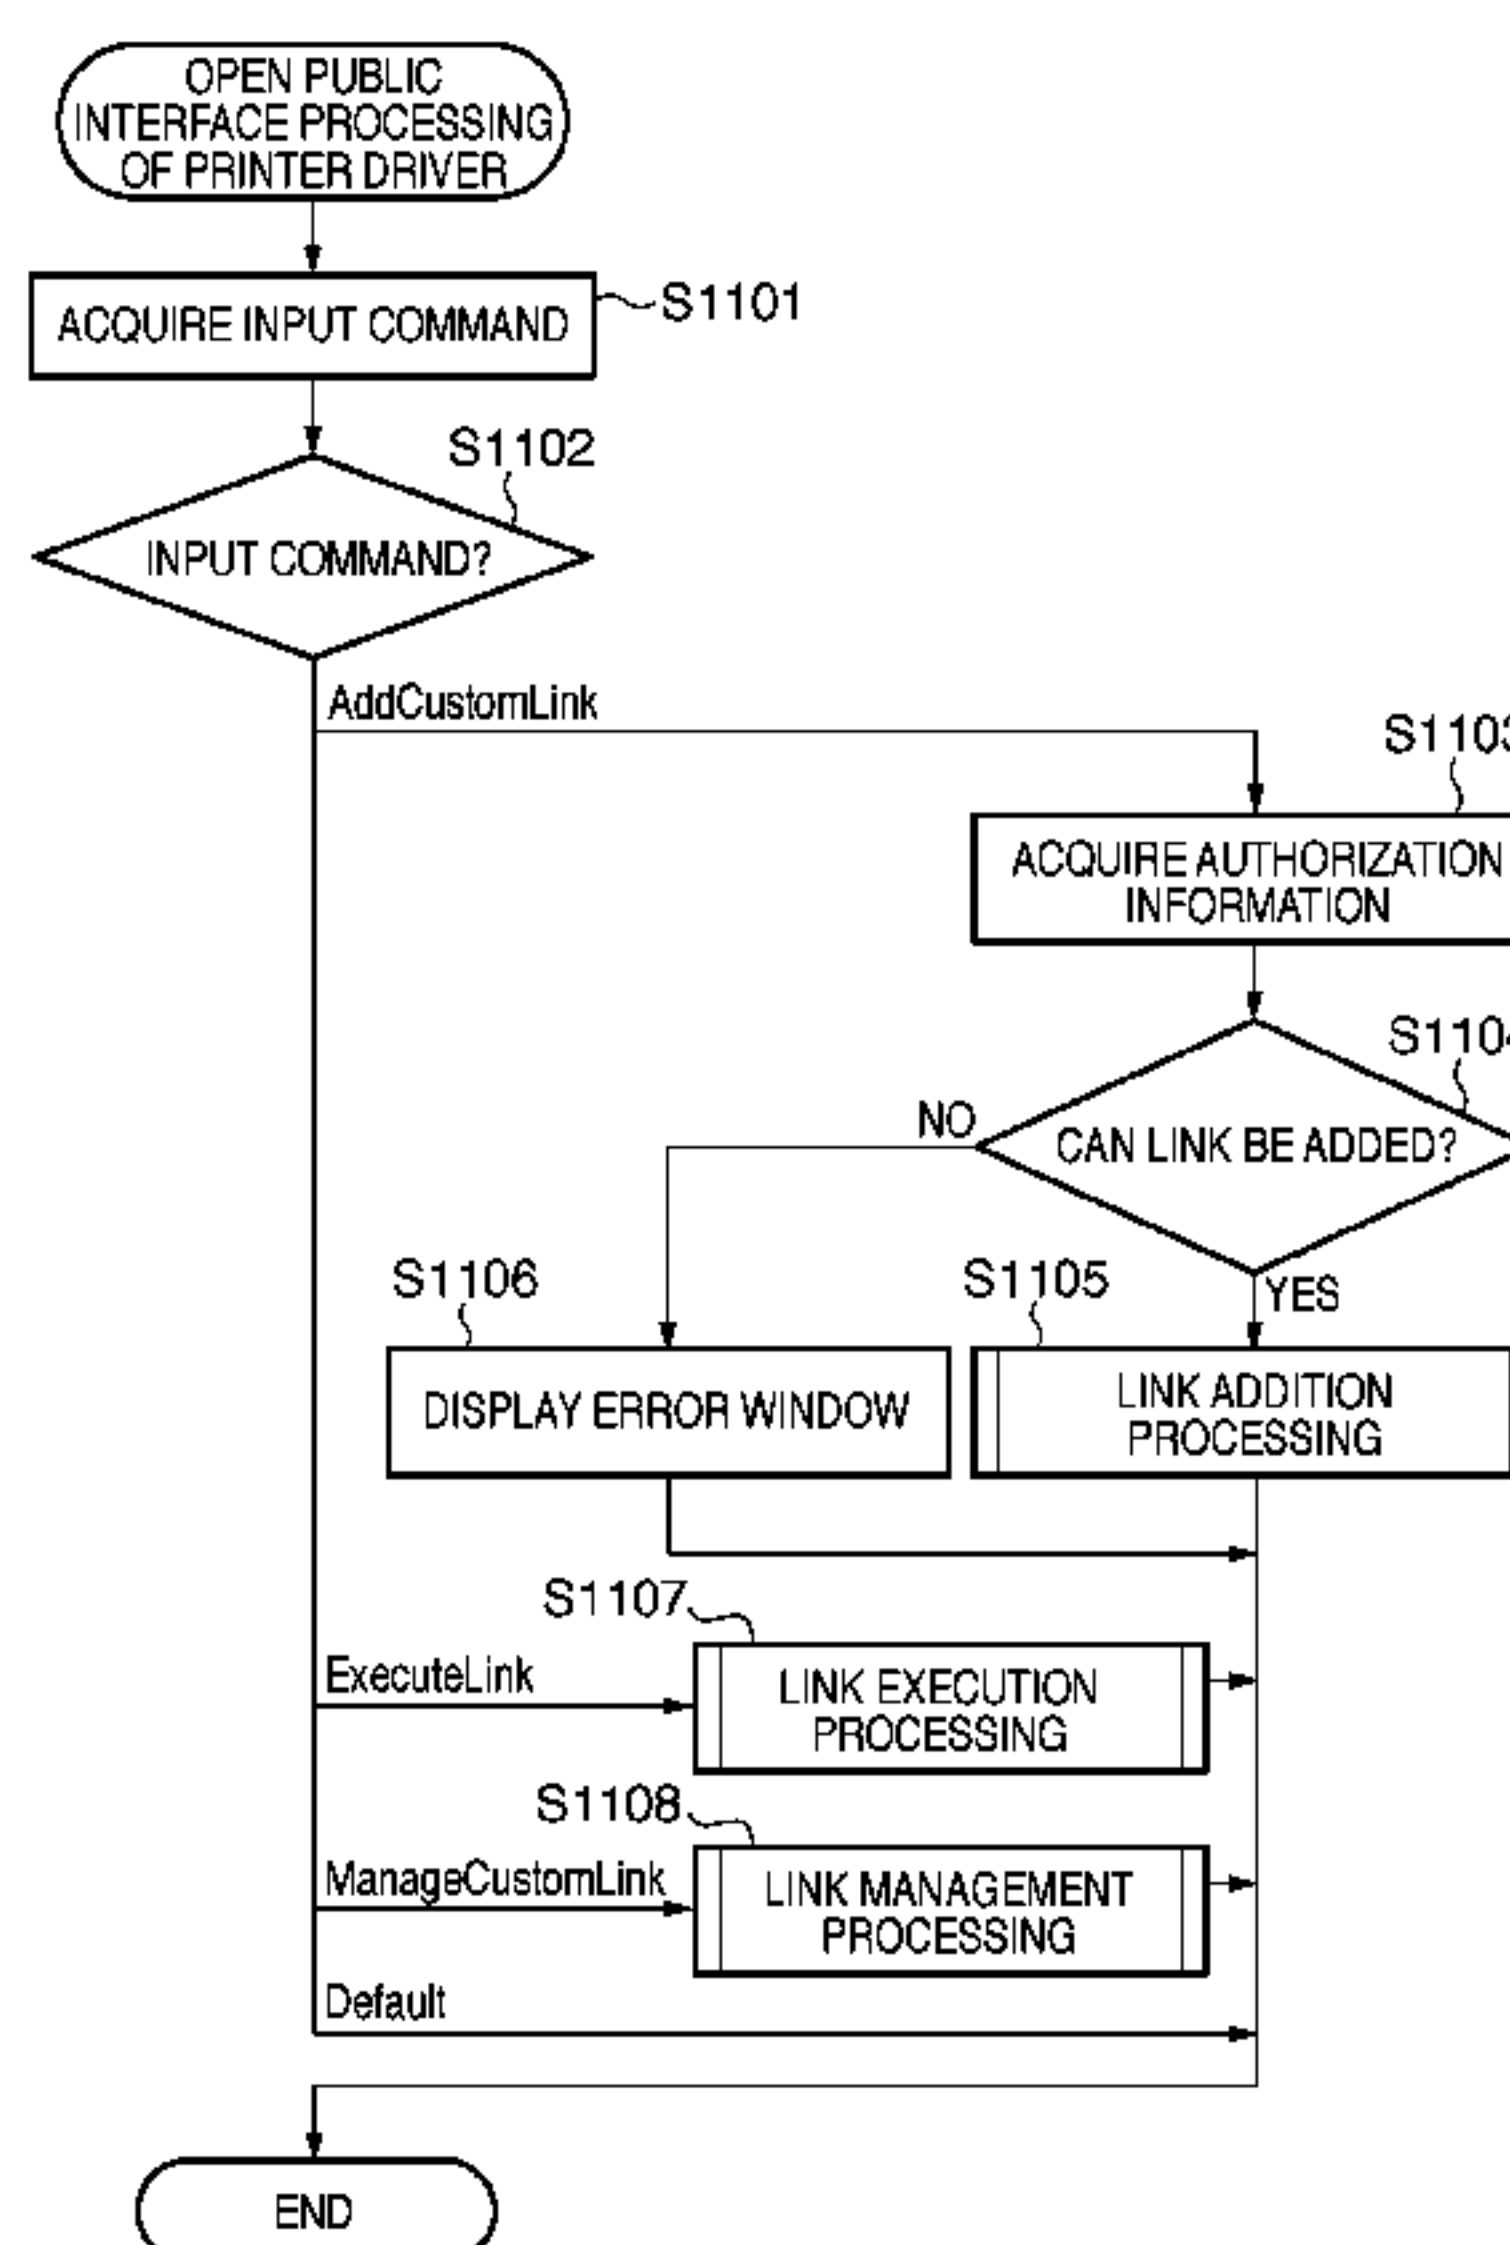 OPEN PUBLIC
INTERFACE PROCESSING
OF PRINTER DRIVER
ACQUIRE INPUT COMMAND
S1101
S1102
INPUT COMMAND?
AddCustomLink
S1103
ACQUIRE AUTHORIZATION
INFORMATION
S1104
NO
CAN LINK BE ADDED?
YES
S1106
S1105
DISPLAY ERROR WINDOW
LINK ADDITION
PROCESSING
S1107
ExecuteLink
LINK EXECUTION
PROCESSING
S1108
ManageCustomLink
LINK MANAGEMENT
PROCESSING
Default
END